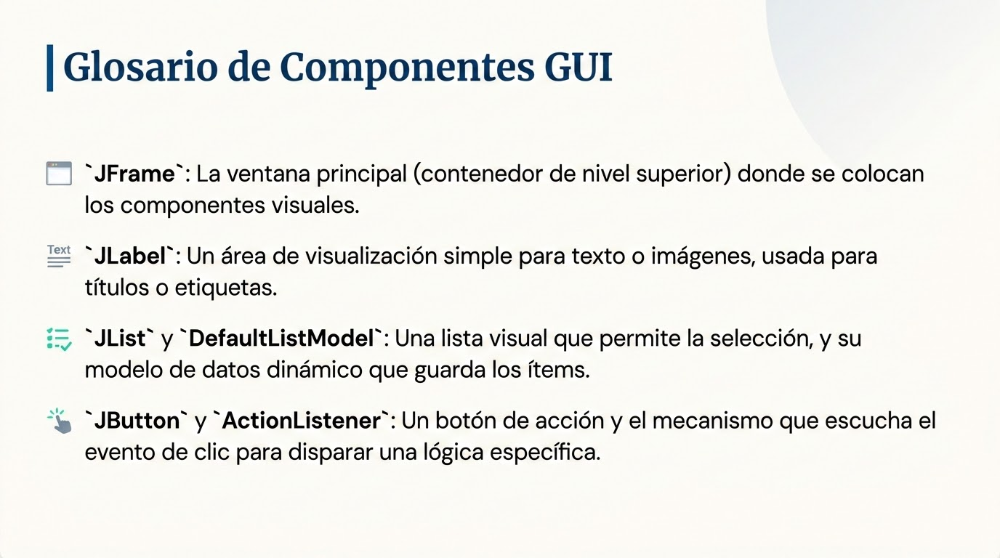 Glosario de Componentes GUI
`JFrame`: La ventana principal (contenedor de nivel superior) donde se colocan
los componentes visuales.
Text
`JLabel`: Un área de visualización simple para texto o imágenes, usada para
títulos o etiquetas.
`JList` y `DefaultListModel`: Una lista visual que permite la selección, y su
modelo de datos dinámico que guarda los ítems.
`JButton` y `ActionListener`: Un botón de acción y el mecanismo que escucha el
evento de clic para disparar una lógica específica.